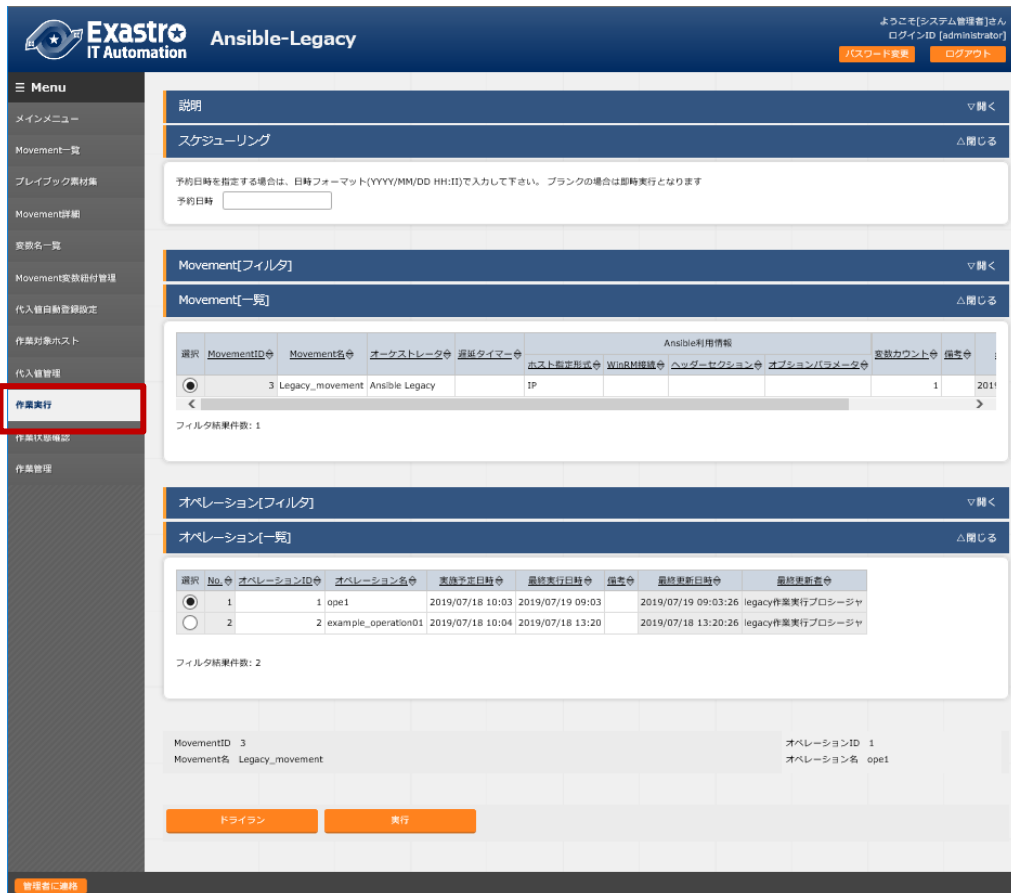 Exastro
IT Automation
Ansible-Legacy
ようこそ[システム管理者]さん
ログインID [administrator]
パスワード変更
ログアウト
☰ Menu
メインメニュー
Movement一覧
プレイブック素材集
Movement詳細
変数名一覧
Movement変数紐付管理
代入値自動登録設定
作業対象ホスト
代入値管理
作業実行
作業状態確認
作業管理
説明 ▽開く
スケジューリング △閉じる
予約日時を指定する場合は、日時フォーマット(YYYY/MM/DD HH:II)で入力して下さい。 ブランクの場合は即時実行となります
予約日時
Movement[フィルタ] ▽開く
Movement[一覧] △閉じる
選択 MovementID Movement名 オーケストレータ 遅延タイマー Ansible利用情報 変数カウント 備考
ホスト指定形式 WinRM接続 ヘッダーセクション オプションパラメータ
3 Legacy_movement Ansible Legacy IP 1 201
フィルタ結果件数: 1
オペレーション[フィルタ] ▽開く
オペレーション[一覧] △閉じる
選択 No. オペレーションID オペレーション名 実施予定日時 最終実行日時 備考 最終更新日時 最終更新者
1 1 ope1 2019/07/18 10:03 2019/07/19 09:03 2019/07/19 09:03:26 legacy作業実行プロシージャ
2 2 example_operation01 2019/07/18 10:04 2019/07/18 13:20 2019/07/18 13:20:26 legacy作業実行プロシージャ
フィルタ結果件数: 2
MovementID 3 オペレーションID 1
Movement名 Legacy_movement オペレーション名 ope1
ドライラン 実行
管理者に連絡